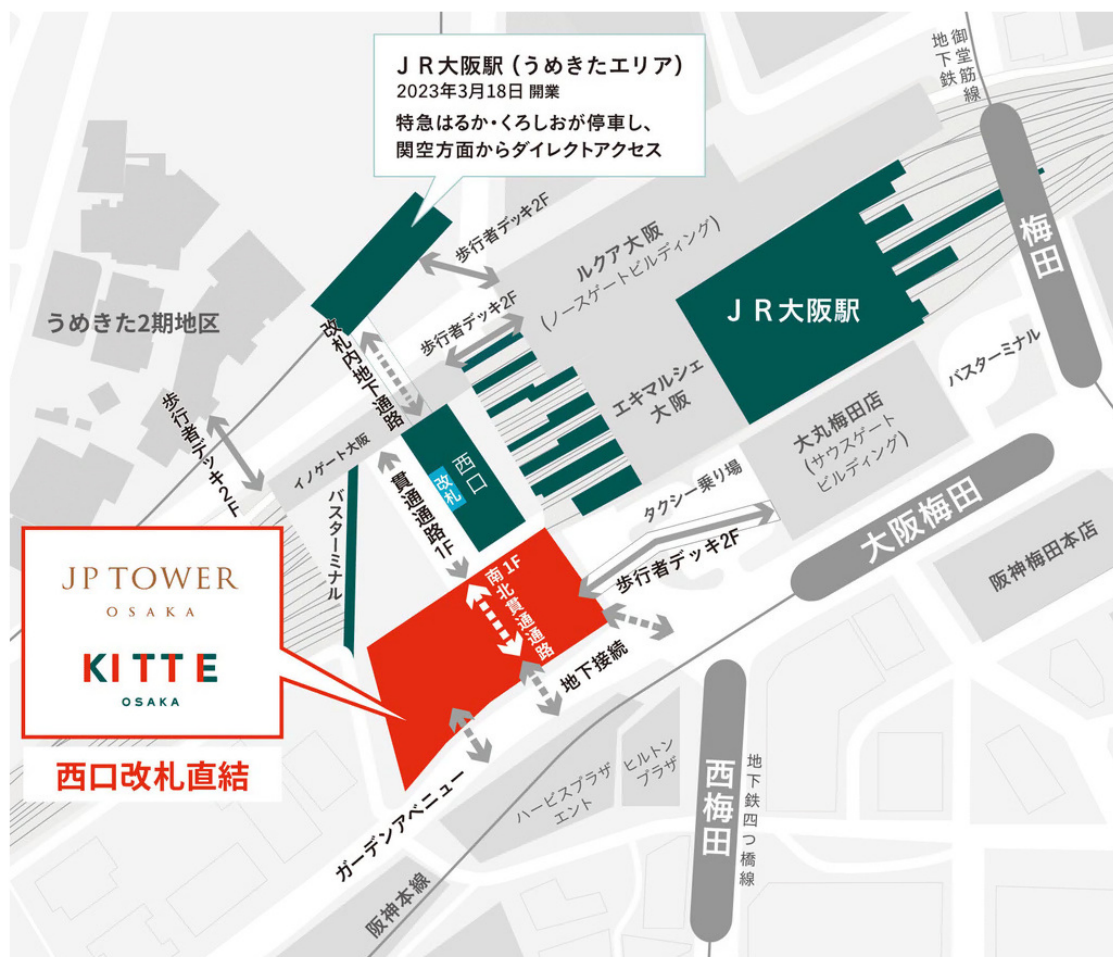 JR大阪駅(うめきたエリア)
2023年3月18日 開業
特急はるか・くろしおが停車し、
関空方面からダイレクトアクセス
地下鉄
御堂筋線
梅田
歩行者デッキ2F
ルクア大阪
(ノースゲートビルディング)
JR大阪駅
うめきた2期地区
改札内地下通路
歩行者デッキ2F
エキマルシェ
大阪
バスターミナル
大丸梅田店
(サウスゲート
ビルディング)
歩行者デッキ2F
イノゲート大阪
西口
改札
貫通通路1F
バスターミナル
タクシー乗り場
歩行者デッキ2F
大阪梅田
阪神梅田本店
JP TOWER
OSAKA
KITTE
OSAKA
西口改札直結
南北貫通通路
1F
地下接続
ガーデンアベニュー
ハービスプラザ
エント
ヒルトン
プラザ
西梅田
地下鉄四つ橋線
阪神本線